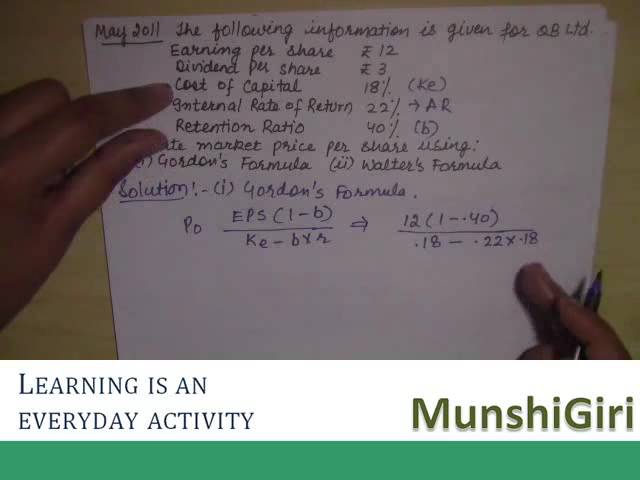 May 2011 The following information is given for QB Ltd.
Earning per share ₹ 12
Dividend per share ₹ 3
Cost of Capital 18% (Ke)
Internal Rate of Return 22% → AR
Retention Ratio 40% (b)
market price per share using:
Gordon's Formula (ii) Walter's Formula
Solution:- (i) Gordon's Formula.
P0 EPS (1-b) / Ke - b×r ⇒ 12 (1 - .40) / .18 - .22 × .18
LEARNING IS AN
EVERYDAY ACTIVITY
MunshiGiri